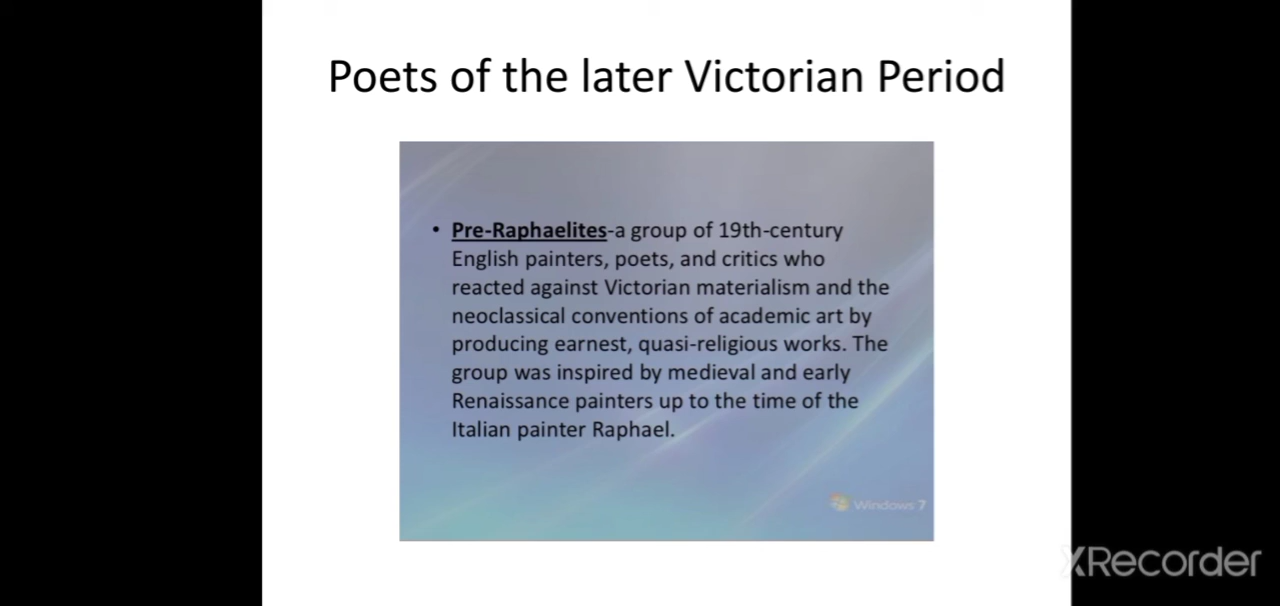 Poets of the later Victorian Period
• Pre-Raphaelites-a group of 19th-century
English painters, poets, and critics who
reacted against Victorian materialism and the
neoclassical conventions of academic art by
producing earnest, quasi-religious works. The
group was inspired by medieval and early
Renaissance painters up to the time of the
Italian painter Raphael.
Windows 7
XRecorder